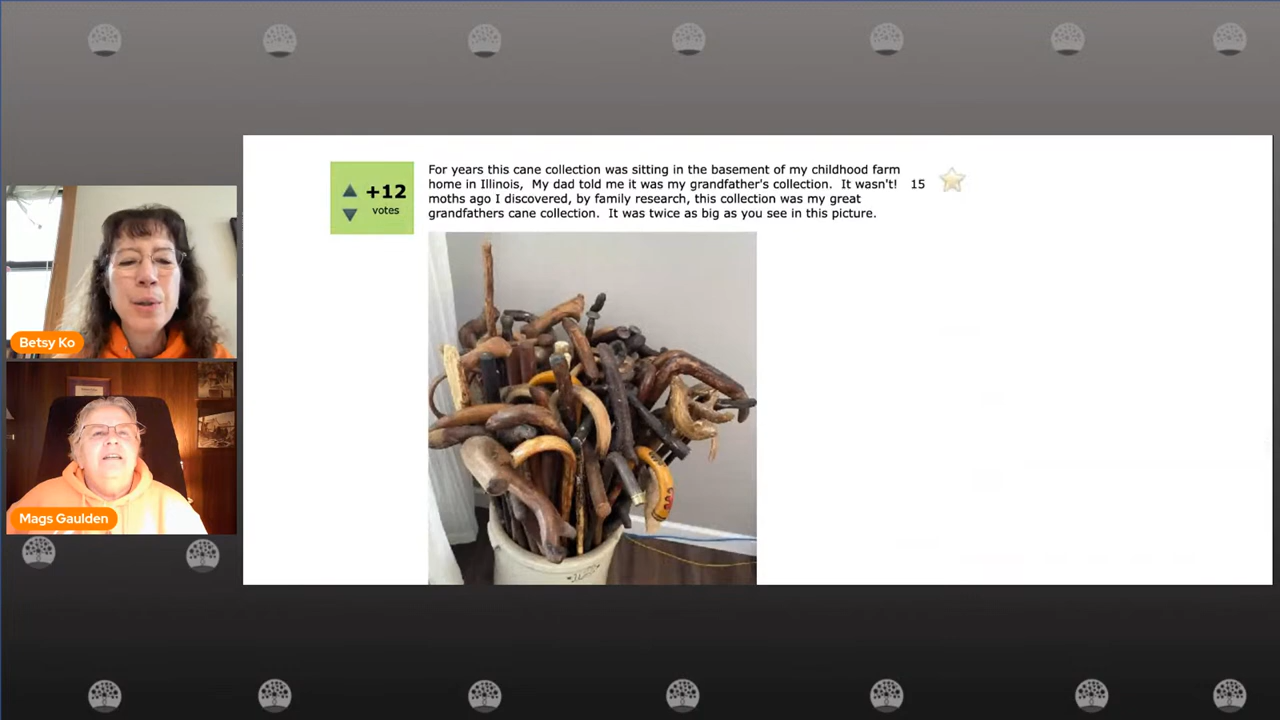 For years this cane collection was sitting in the basement of my childhood farm
home in Illinois,  My dad told me it was my grandfather's collection.  It wasn't!  15
moths ago I discovered, by family research, this collection was my great
grandfathers cane collection.  It was twice as big as you see in this picture.
+12
votes
Betsy Ko
Mags Gaulden